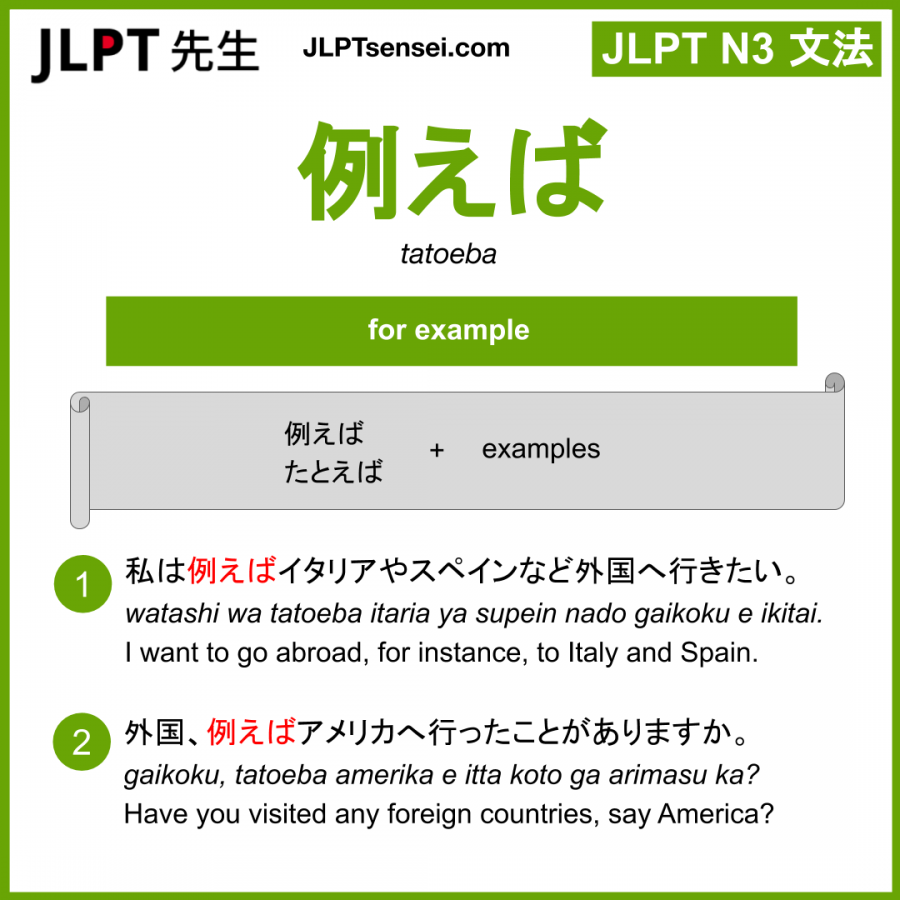 JLPT 先生
JLPTsensei.com
JLPT N3 文法
例えば
tatoeba
for example
例えば
たとえば
+ examples
1
私は例えばイタリアやスペインなど外国へ行きたい。
watashi wa tatoeba itaria ya supein nado gaikoku e ikitai.
I want to go abroad, for instance, to Italy and Spain.
2
外国、例えばアメリカへ行ったことがありますか。
gaikoku, tatoeba amerika e itta koto ga arimasu ka?
Have you visited any foreign countries, say America?